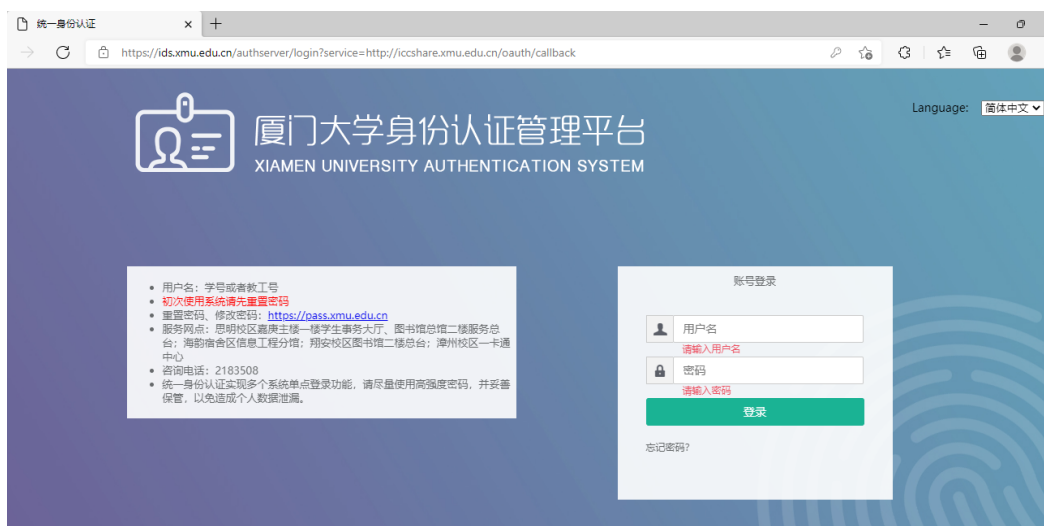 统一身份认证
https://ids.xmu.edu.cn/authserver/login?service=http://iccshare.xmu.edu.cn/oauth/callback
Language: 简体中文
厦门大学身份认证管理平台
XIAMEN UNIVERSITY AUTHENTICATION SYSTEM
用户名：学号或者教工号
初次使用系统请先重置密码
重置密码、修改密码：https://pass.xmu.edu.cn
服务网点：思明校区嘉庚主楼一楼学生事务大厅、图书馆总馆二楼服务总
台；海韵宿舍区信息工程分馆；翔安校区图书馆二楼总台；漳州校区一卡通
中心
咨询电话：2183508
统一身份认证实现多个系统单点登录功能，请尽量使用高强度密码，并妥善
保管，以免造成个人数据泄漏。
账号登录
用户名
请输入用户名
密码
请输入密码
登录
忘记密码?